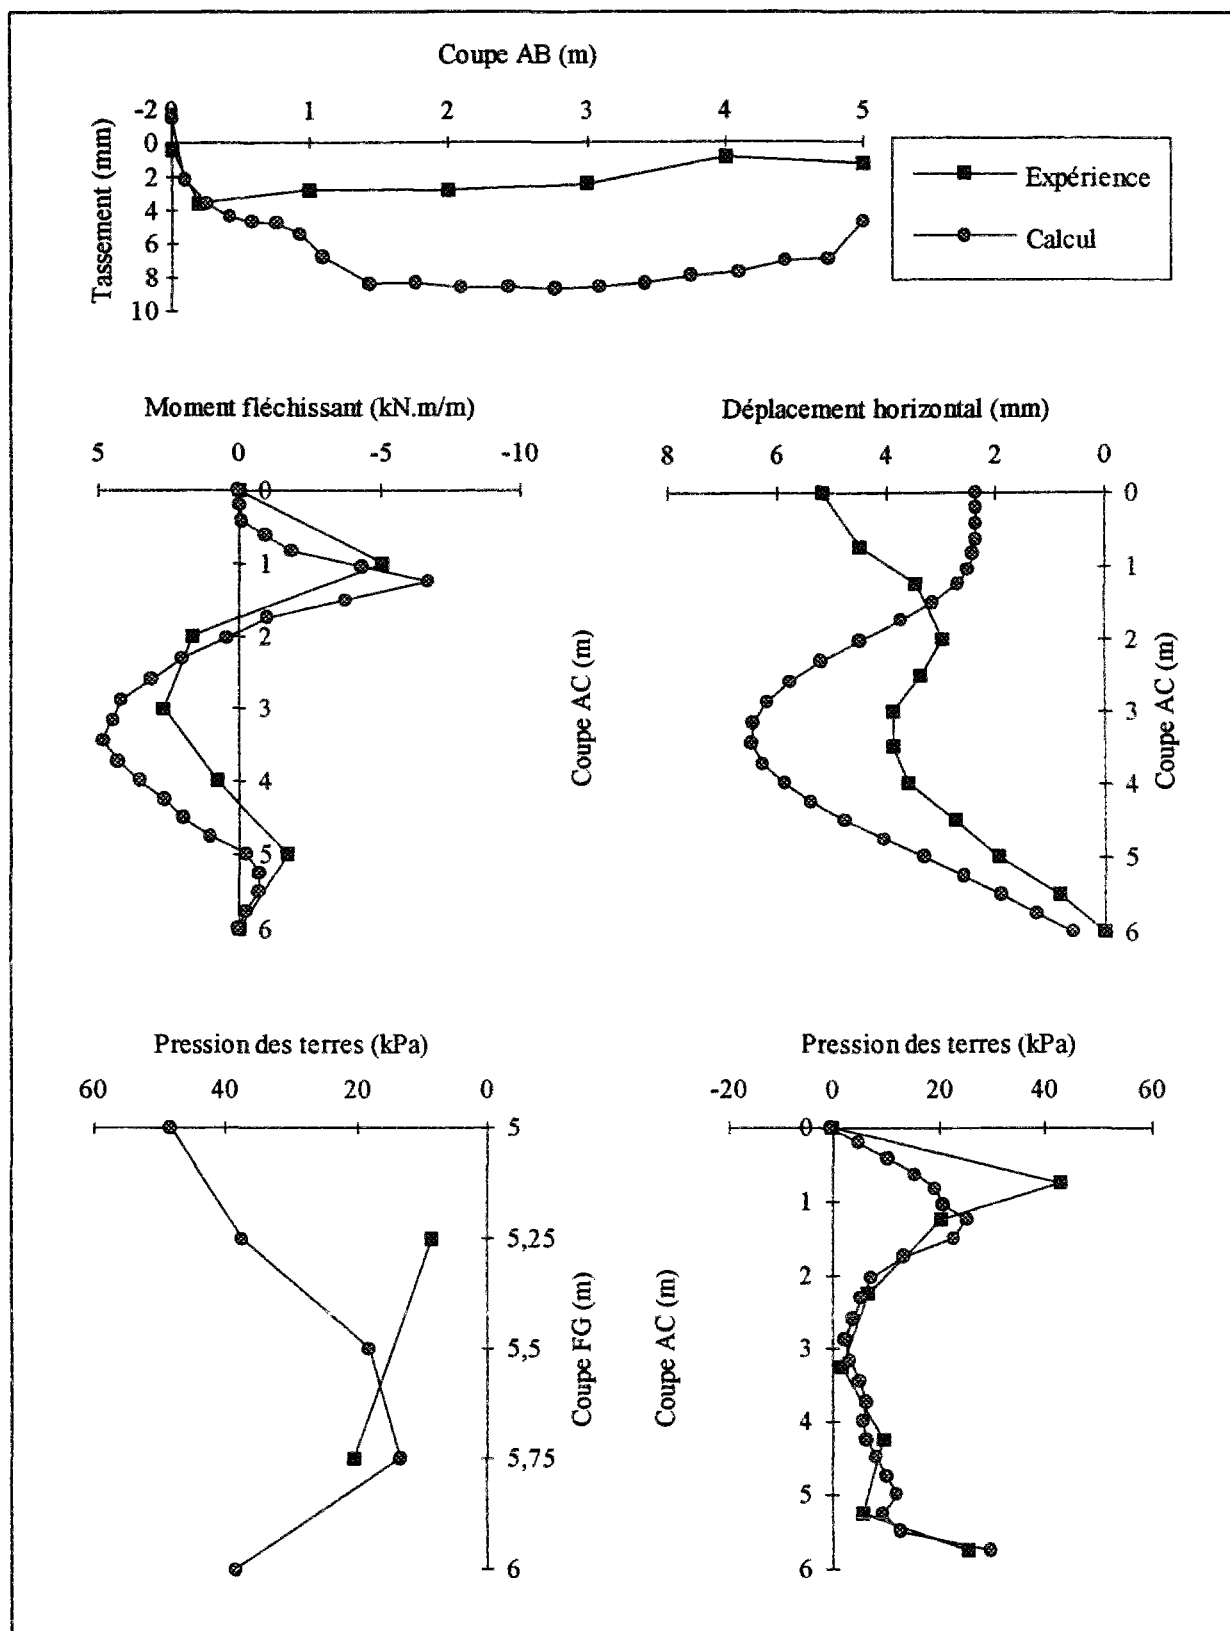 Coupe AB (m)
-2 0 1 2 3 4 5
0
2
4
6
8
10
Tassement (mm)
Expérience
Calcul
Moment fléchissant (kN.m/m)
5 0 -5 -10
0
1
2
3
4
5
6
Coupe AC (m)
Déplacement horizontal (mm)
8 6 4 2 0
0
1
2
3
4
5
6
Coupe AC (m)
Pression des terres (kPa)
60 40 20 0
5
5,25
5,5
5,75
6
Coupe FG (m)
Pression des terres (kPa)
-20 0 20 40 60
0
1
2
3
4
5
6
Coupe AC (m)